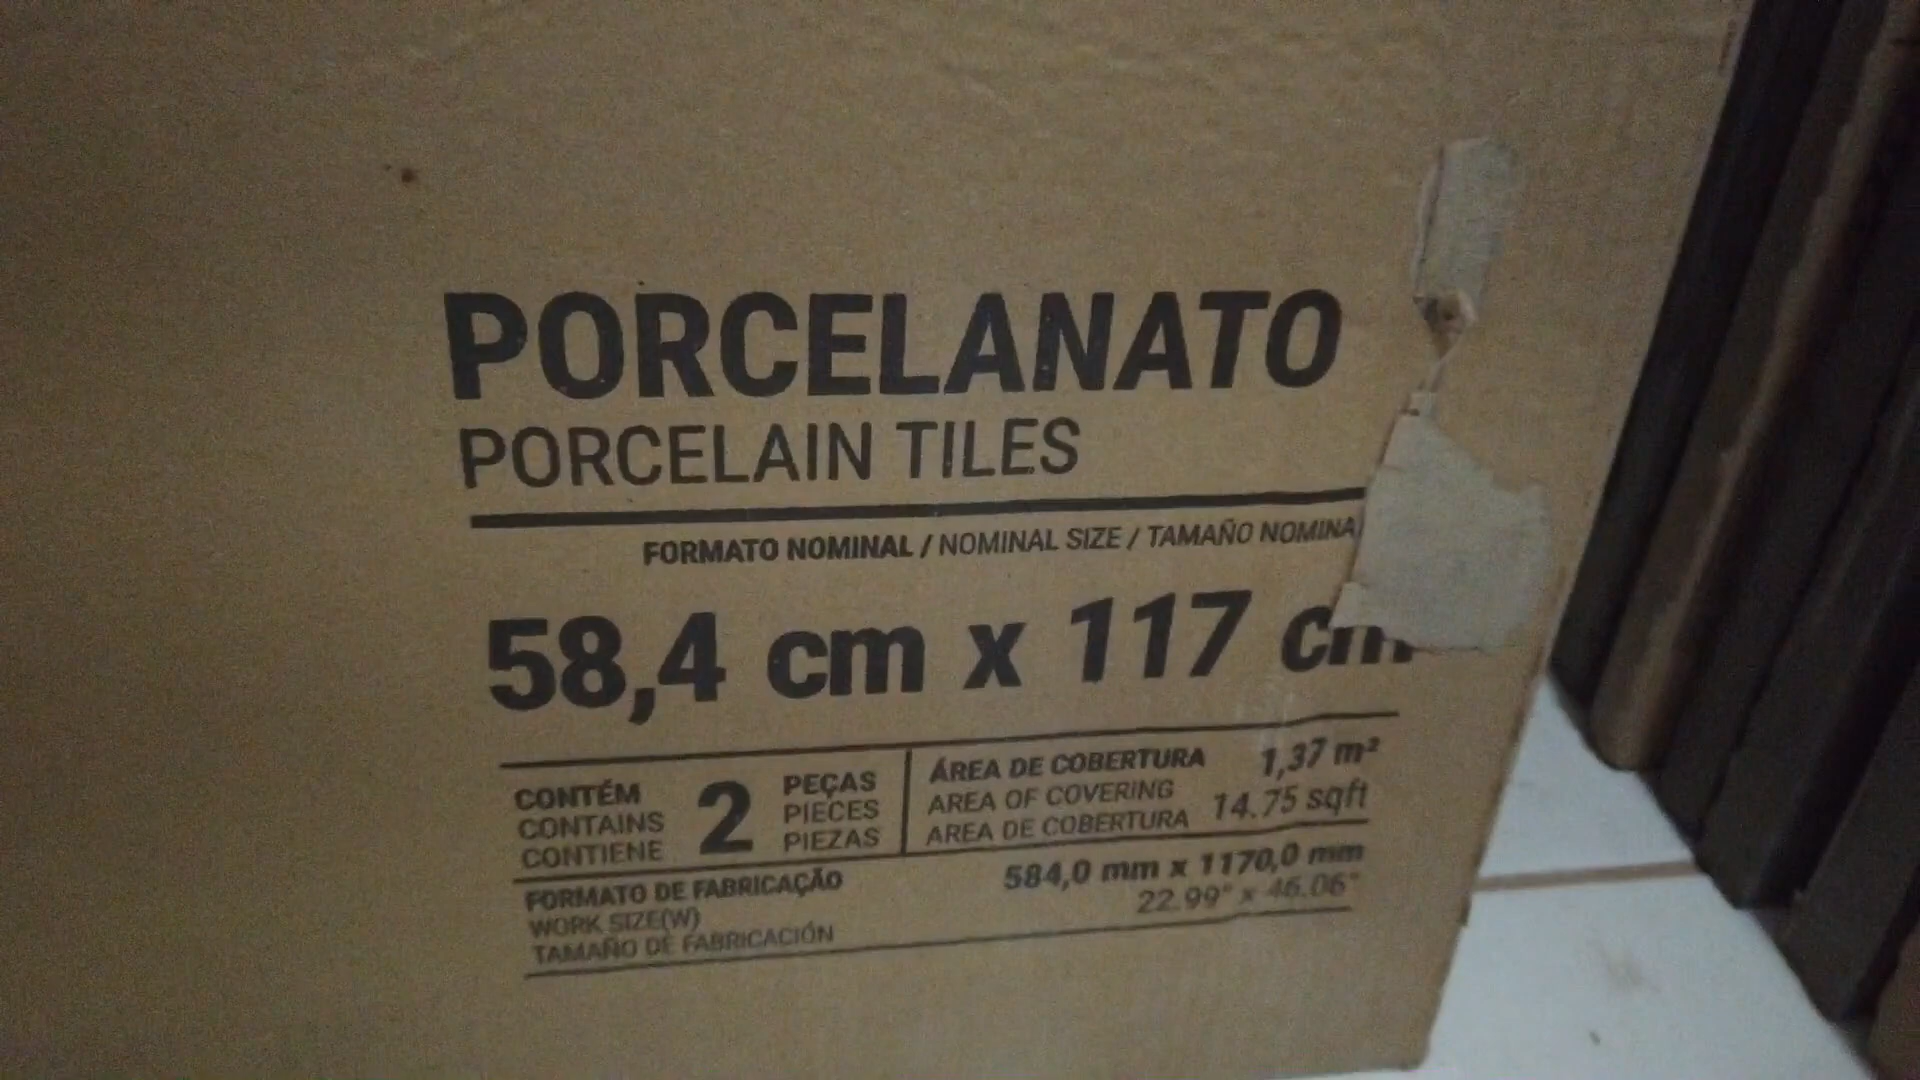 PORCELANATO
PORCELAIN TILES
FORMATO NOMINAL / NOMINAL SIZE / TAMAÑO NOMINA
58,4 cm x 117 cm
CONTÉM
CONTAINS
CONTIENE
2
PEÇAS
PIECES
PIEZAS
ÁREA DE COBERTURA 1,37 m²
AREA OF COVERING
AREA DE COBERTURA 14.75 sqft
FORMATO DE FABRICAÇÃO
WORK SIZE(W)
TAMAÑO DE FABRICACIÓN
584,0 mm x 1170,0 mm
22.99" x 46.06"